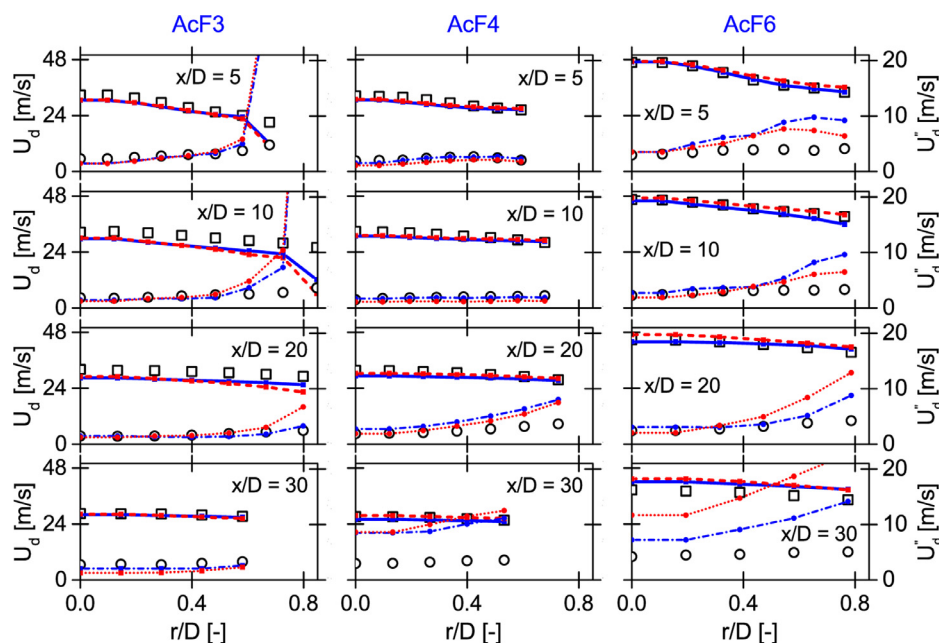 AcF3 AcF4 AcF6
48 24 0 U_d [m/s] x/D = 5 x/D = 5 x/D = 5 20 10 0 U"_d [m/s]
48 24 0 U_d [m/s] x/D = 10 x/D = 10 x/D = 10 20 10 0 U"_d [m/s]
48 24 0 U_d [m/s] x/D = 20 x/D = 20 x/D = 20 20 10 0 U"_d [m/s]
48 24 0 U_d [m/s] x/D = 30 x/D = 30 x/D = 30 20 10 0 U"_d [m/s]
0.0 0.4 0.8 0.0 0.4 0.8 0.0 0.4 0.8
r/D [-] r/D [-] r/D [-]